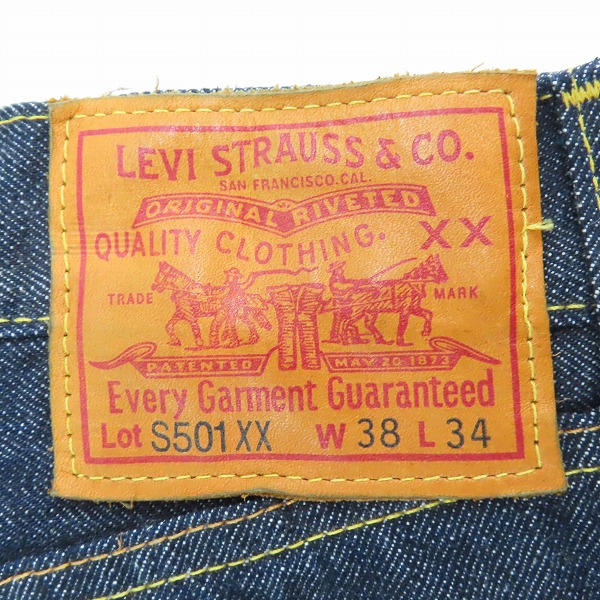 LEVI STRAUSS & CO.
SAN FRANCISCO.CAL.
ORIGINAL RIVETED
QUALITY CLOTHING. XX
TRADE MARK
PATENTED MAY 20 1873
Every Garment Guaranteed
Lot S501XX W 38 L 34